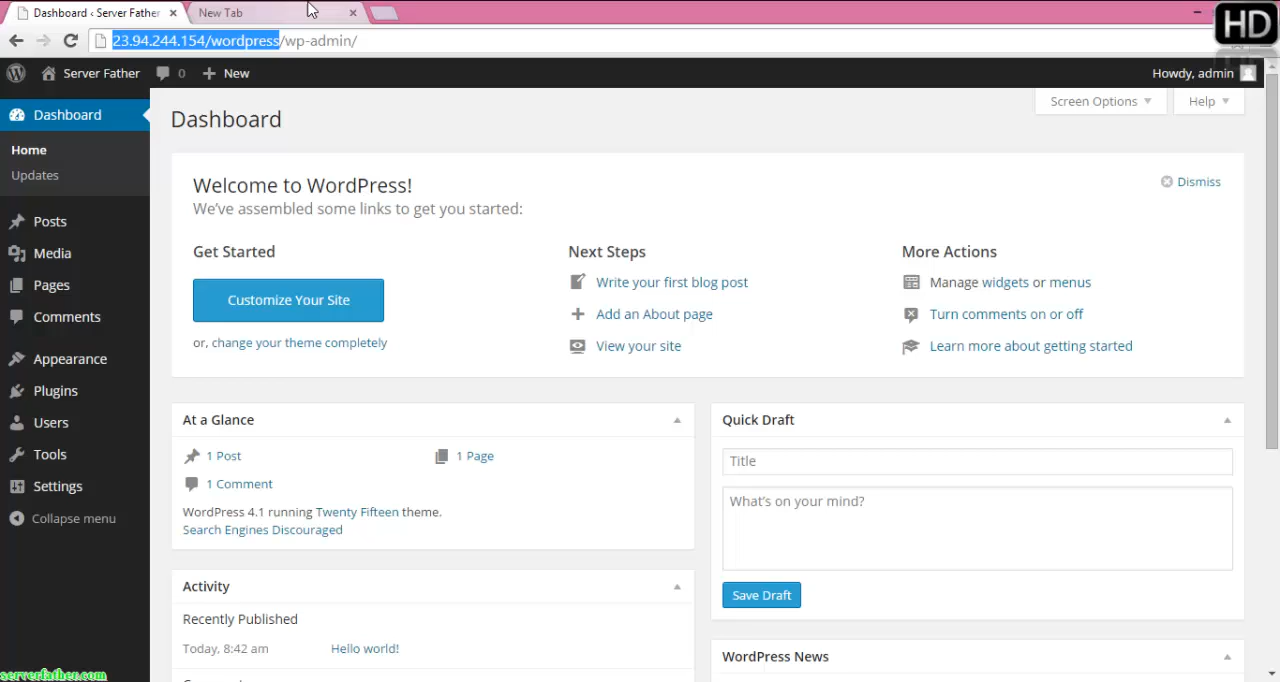 Dashboard ‹ Server Father
New Tab
HD
23.94.244.154/wordpress/wp-admin/
Server Father
0
New
Howdy, admin
Dashboard
Home
Updates
Posts
Media
Pages
Comments
Appearance
Plugins
Users
Tools
Settings
Collapse menu
Dashboard
Screen Options
Help
Welcome to WordPress!
Dismiss
We've assembled some links to get you started:
Get Started
Customize Your Site
or, change your theme completely
Next Steps
Write your first blog post
Add an About page
View your site
More Actions
Manage widgets or menus
Turn comments on or off
Learn more about getting started
At a Glance
1 Post
1 Page
1 Comment
WordPress 4.1 running Twenty Fifteen theme.
Search Engines Discouraged
Activity
Recently Published
Today, 8:42 am
Hello world!
Quick Draft
Title
What's on your mind?
Save Draft
WordPress News
serverfather.com